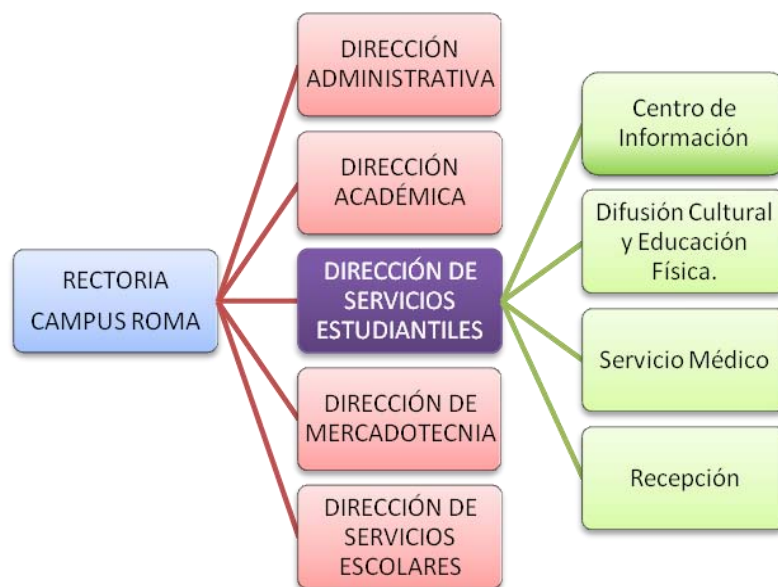 DIRECCIÓN
ADMINISTRATIVA
DIRECCIÓN
ACADÉMICA
RECTORIA
CAMPUS ROMA
DIRECCIÓN DE
SERVICIOS
ESTUDIANTILES
DIRECCIÓN DE
MERCADOTECNIA
DIRECCIÓN DE
SERVICIOS
ESCOLARES
Centro de
Información
Difusión Cultural
y Educación
Física.
Servicio Médico
Recepción